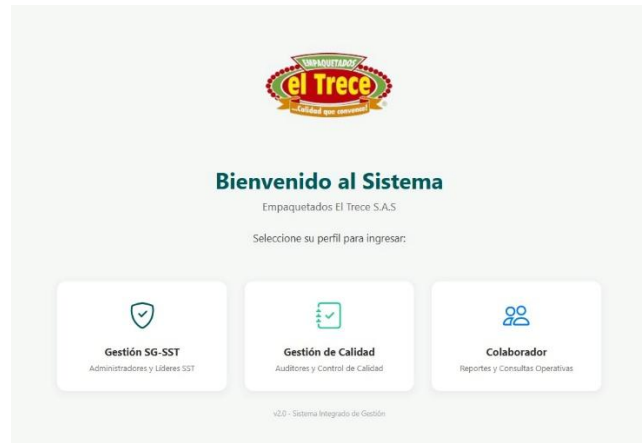 EMPAQUETADOS
el Trece
...Calidad que convence!
®
Bienvenido al Sistema
Empaquetados El Trece S.A.S
Seleccione su perfil para ingresar:
Gestión SG-SST
Administradores y Líderes SST
Gestión de Calidad
Auditores y Control de Calidad
Colaborador
Reportes y Consultas Operativas
v2.0 - Sistema Integrado de Gestión